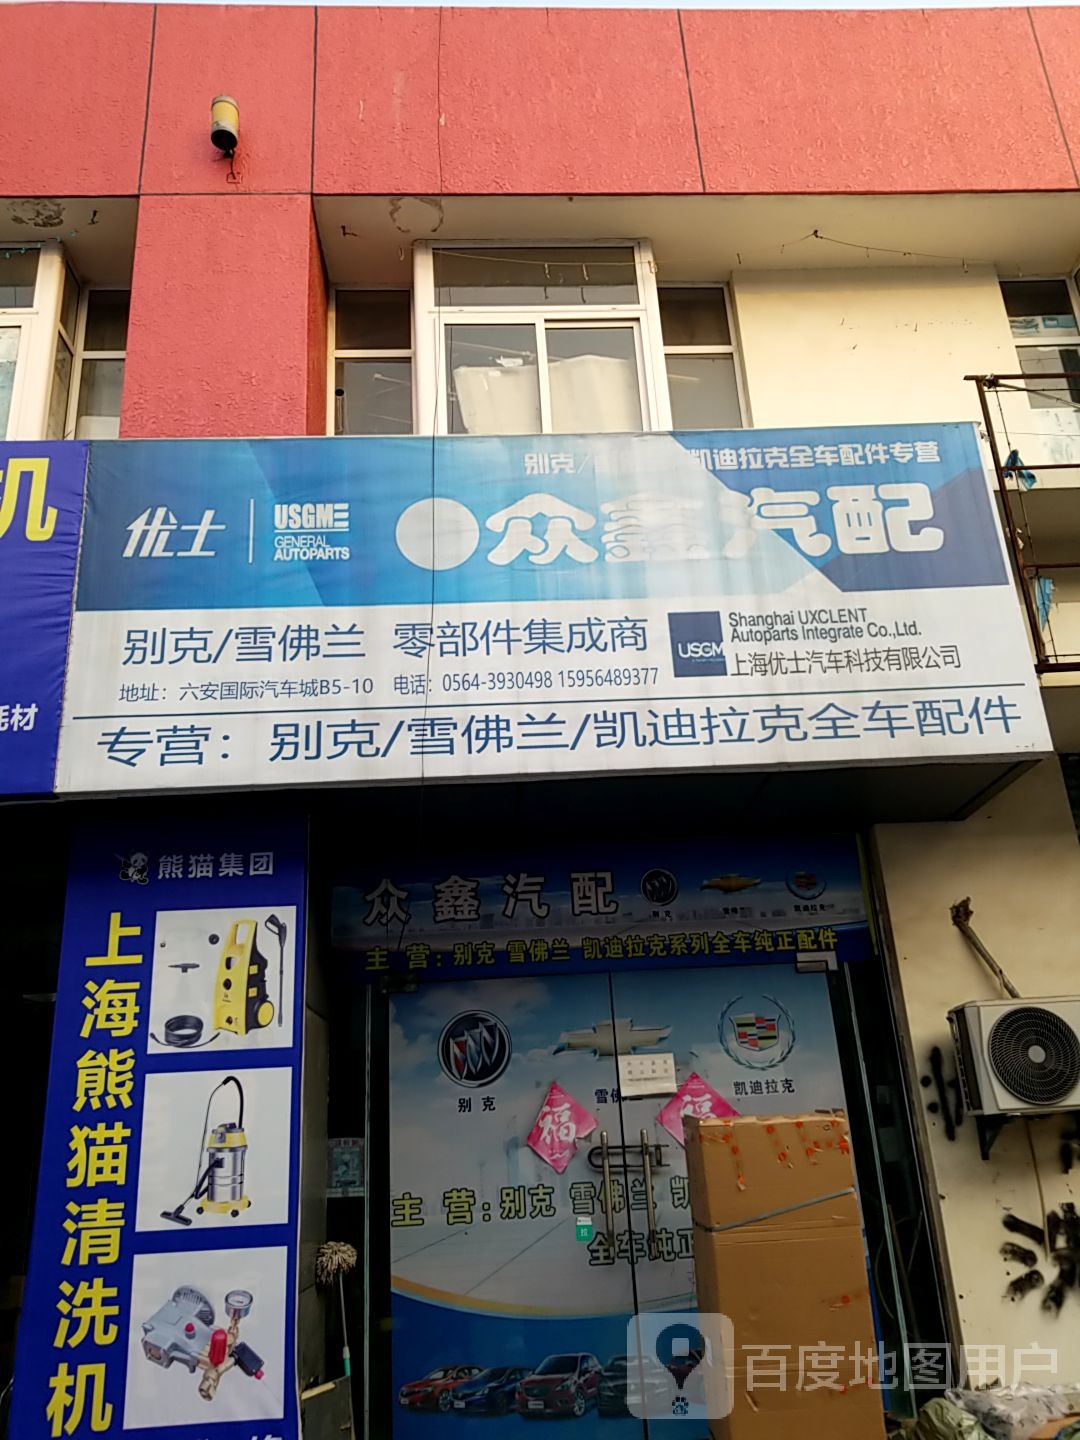 机
耗材
别克/
凯迪拉克全车配件专营
优士
USGME
GENERAL
AUTOPARTS
众鑫汽配
别克/雪佛兰 零部件集成商
USGM
Shanghai UXCLENT
Autoparts Integrate Co.,Ltd.
上海优士汽车科技有限公司
地址：六安国际汽车城B5-10 电话：0564-3930498 15956489377
专营：别克/雪佛兰/凯迪拉克全车配件
熊猫集团
上海熊猫清洗机
众鑫汽配
别克
凯迪拉克
主营：别克 雪佛兰 凯迪拉克系列全车纯正配件
别克
雪佛
凯迪拉克
福
福
主营：别克 雪佛兰 凯
全车纯正
拉
百度地图用户